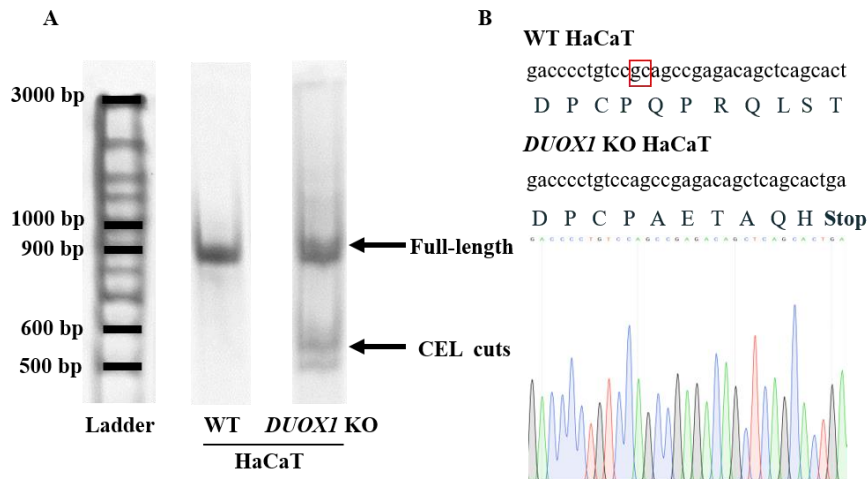 A
3000 bp
1000 bp
900 bp
600 bp
500 bp
Full-length
CEL cuts
Ladder
WT
DUOX1 KO
HaCaT
B
WT HaCaT
gacccctgtccgcagccgagacagctcagcact
D P C P Q P R Q L S T
DUOX1 KO HaCaT
gacccctgtccagccgagacagctcagcactga
D P C P A E T A Q H Stop
GACCCCTGTCCAGCCGAGACAGCTCAGCACTGA